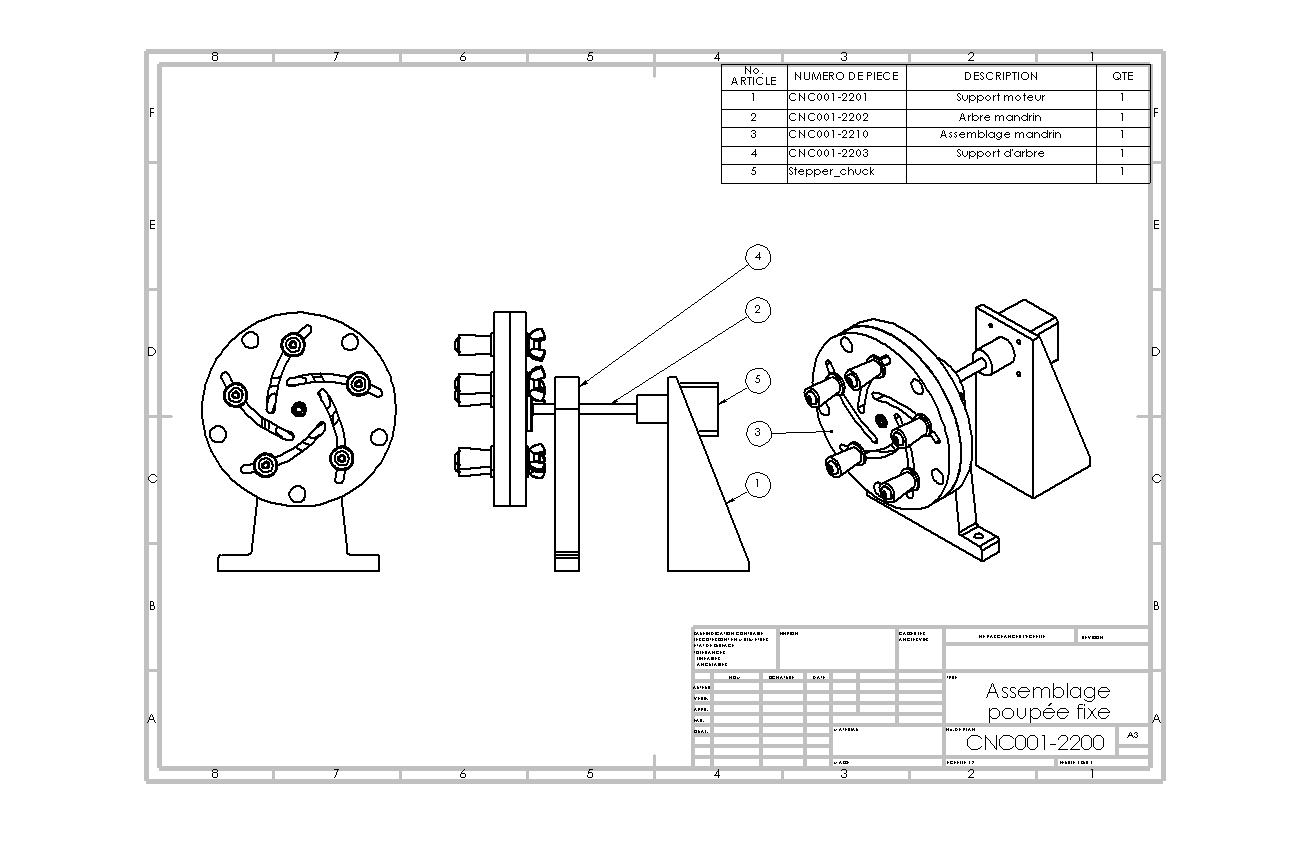 8 7 6 5 4 3 2 1
No. ARTICLE NUMERO DE PIECE DESCRIPTION QTE
1 CNC001-2201 Support moteur 1
2 CNC001-2202 Arbre mandrin 1
3 CNC001-2210 Assemblage mandrin 1
4 CNC001-2203 Support d'arbre 1
5 Stepper_chuck 1
F F
E E
4
2
D D
5
3
C C
1
B B
REVISION
NOM DATE
Assemblage
poupée fixe
A A
CNC001-2200 A3
8 7 6 5 4 3 2 1